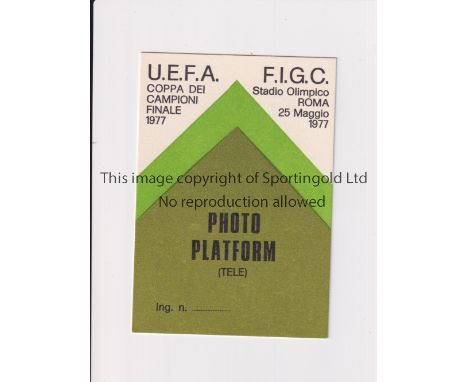 U.E.F.A.
COPPA DEI
CAMPIONI
FINALE
1977
F.I.G.C.
Stadio Olimpico
ROMA
25 Maggio
1977
This image copyright of Sportingold Ltd
No reproduction allowed
PHOTO
PLATFORM
(TELE)
Ing. n. ............